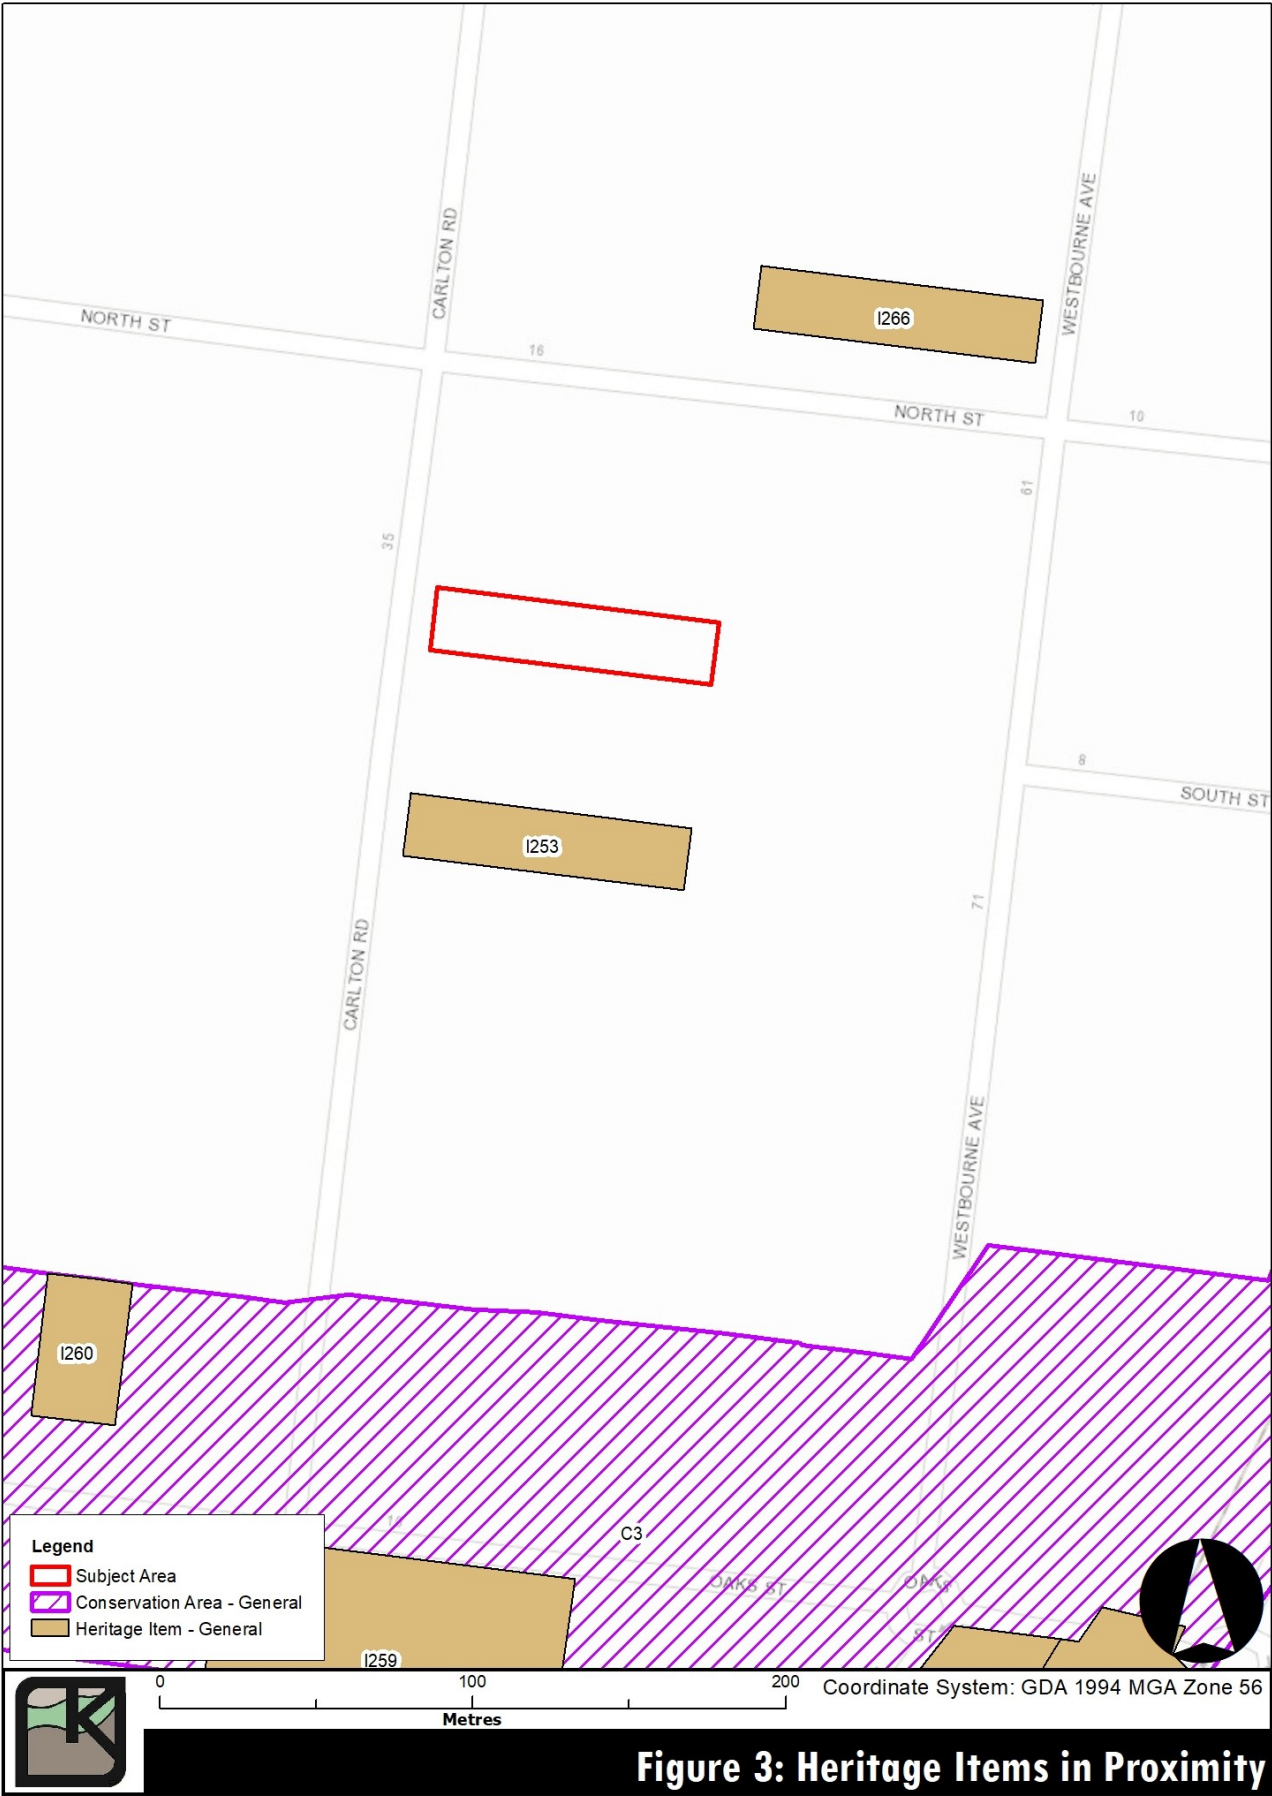 CARLTON RD
WESTBOURNE AVE
NORTH ST
I266
16
NORTH ST
10
61
35
8
SOUTH ST
I253
71
CARLTON RD
WESTBOURNE AVE
I260
C3
OAKS ST
OAKS
ST
I259
Legend
Subject Area
Conservation Area - General
Heritage Item - General
0 100 200
Metres
Coordinate System: GDA 1994 MGA Zone 56
K
Figure 3: Heritage Items in Proximity